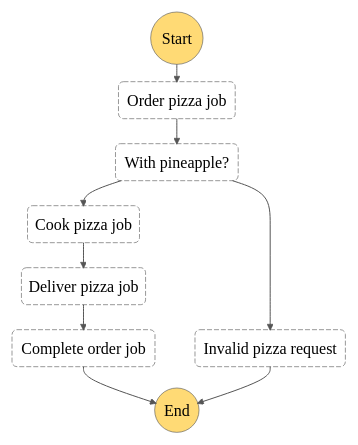 Start
Order pizza job
With pineapple?
Cook pizza job
Deliver pizza job
Complete order job
Invalid pizza request
End